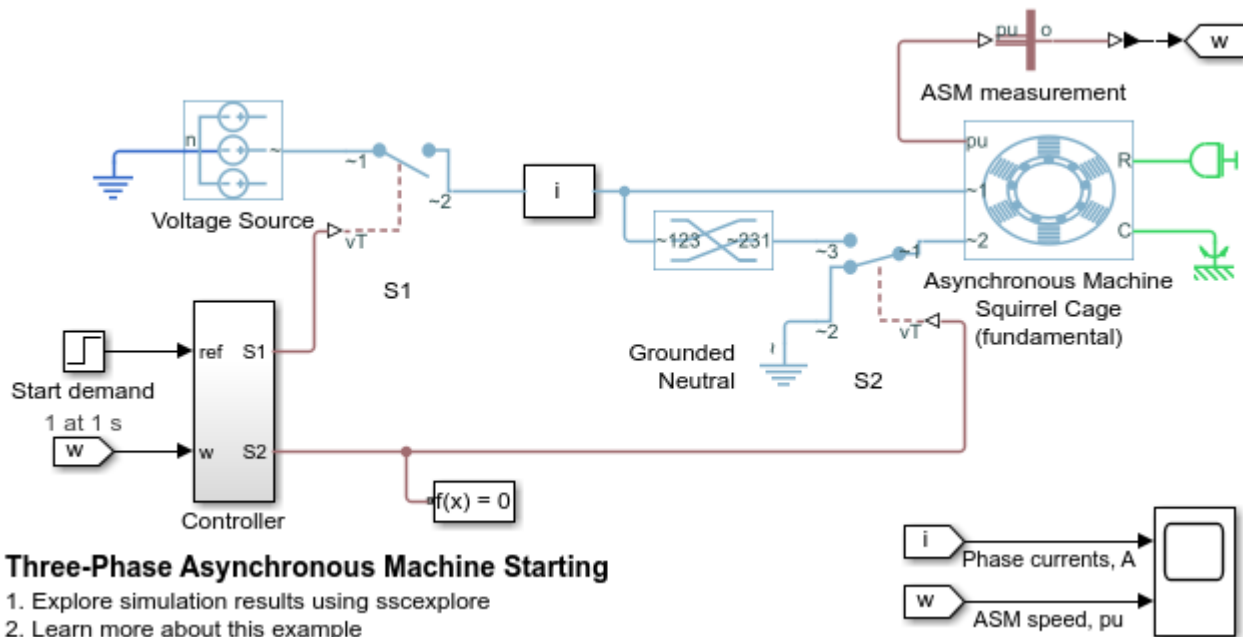 pu
o
w
ASM measurement
n
~
~1
~2
Voltage Source
vT
S1
i
pu
~1
~2
R
C
~123
~231
~3
~1
~2
vT
S2
Asynchronous Machine
Squirrel Cage
(fundamental)
Grounded
Neutral
~
ref
S1
w
S2
Start demand
1 at 1 s
w
Controller
f(x) = 0
i
Phase currents, A
w
ASM speed, pu
Three-Phase Asynchronous Machine Starting
1. Explore simulation results using sscexplore
2. Learn more about this example